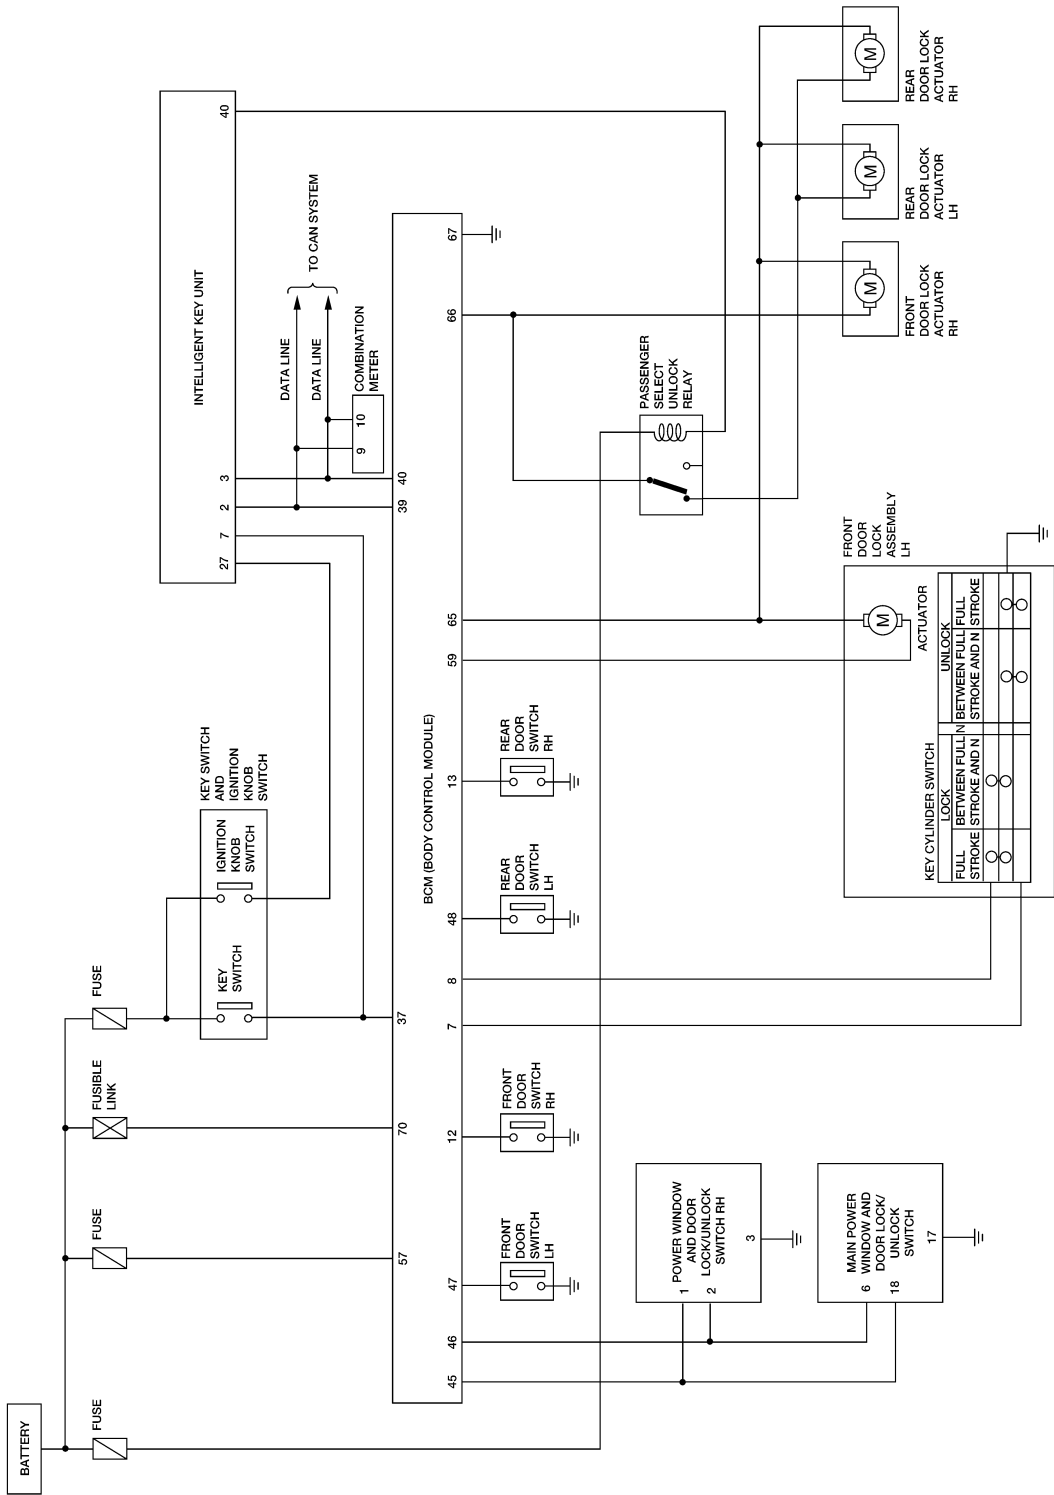 BATTERY
FUSE
FUSE
FUSIBLE
LINK
FUSE
KEY SWITCH
AND
IGNITION
KNOB
SWITCH
KEY
SWITCH
IGNITION
KNOB
SWITCH
INTELLIGENT KEY UNIT
27
7
2
3
40
DATA LINE
DATA LINE
TO CAN SYSTEM
COMBINATION
METER
9
10
57
70
37
39
40
BCM (BODY CONTROL MODULE)
45
46
47
12
7
8
48
13
59
65
66
67
FRONT
DOOR
SWITCH
LH
FRONT
DOOR
SWITCH
RH
REAR
DOOR
SWITCH
LH
REAR
DOOR
SWITCH
RH
PASSENGER
SELECT
UNLOCK
RELAY
POWER WINDOW
AND DOOR
LOCK/UNLOCK
SWITCH RH
1
2
3
MAIN POWER
WINDOW AND
DOOR LOCK/
UNLOCK
SWITCH
6
18
17
FRONT
DOOR
LOCK
ASSEMBLY
LH
ACTUATOR
M
KEY CYLINDER SWITCH
LOCK
N
UNLOCK
FULL
STROKE
BETWEEN FULL
STROKE AND N
BETWEEN FULL
STROKE AND N
FULL
STROKE
M
FRONT
DOOR LOCK
ACTUATOR
RH
M
REAR
DOOR LOCK
ACTUATOR
LH
M
REAR
DOOR LOCK
ACTUATOR
RH